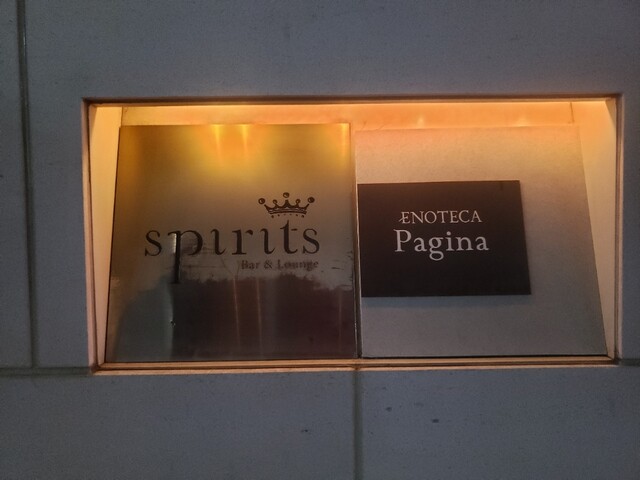 spirits
Bar & Lounge
ENOTECA
Pagina